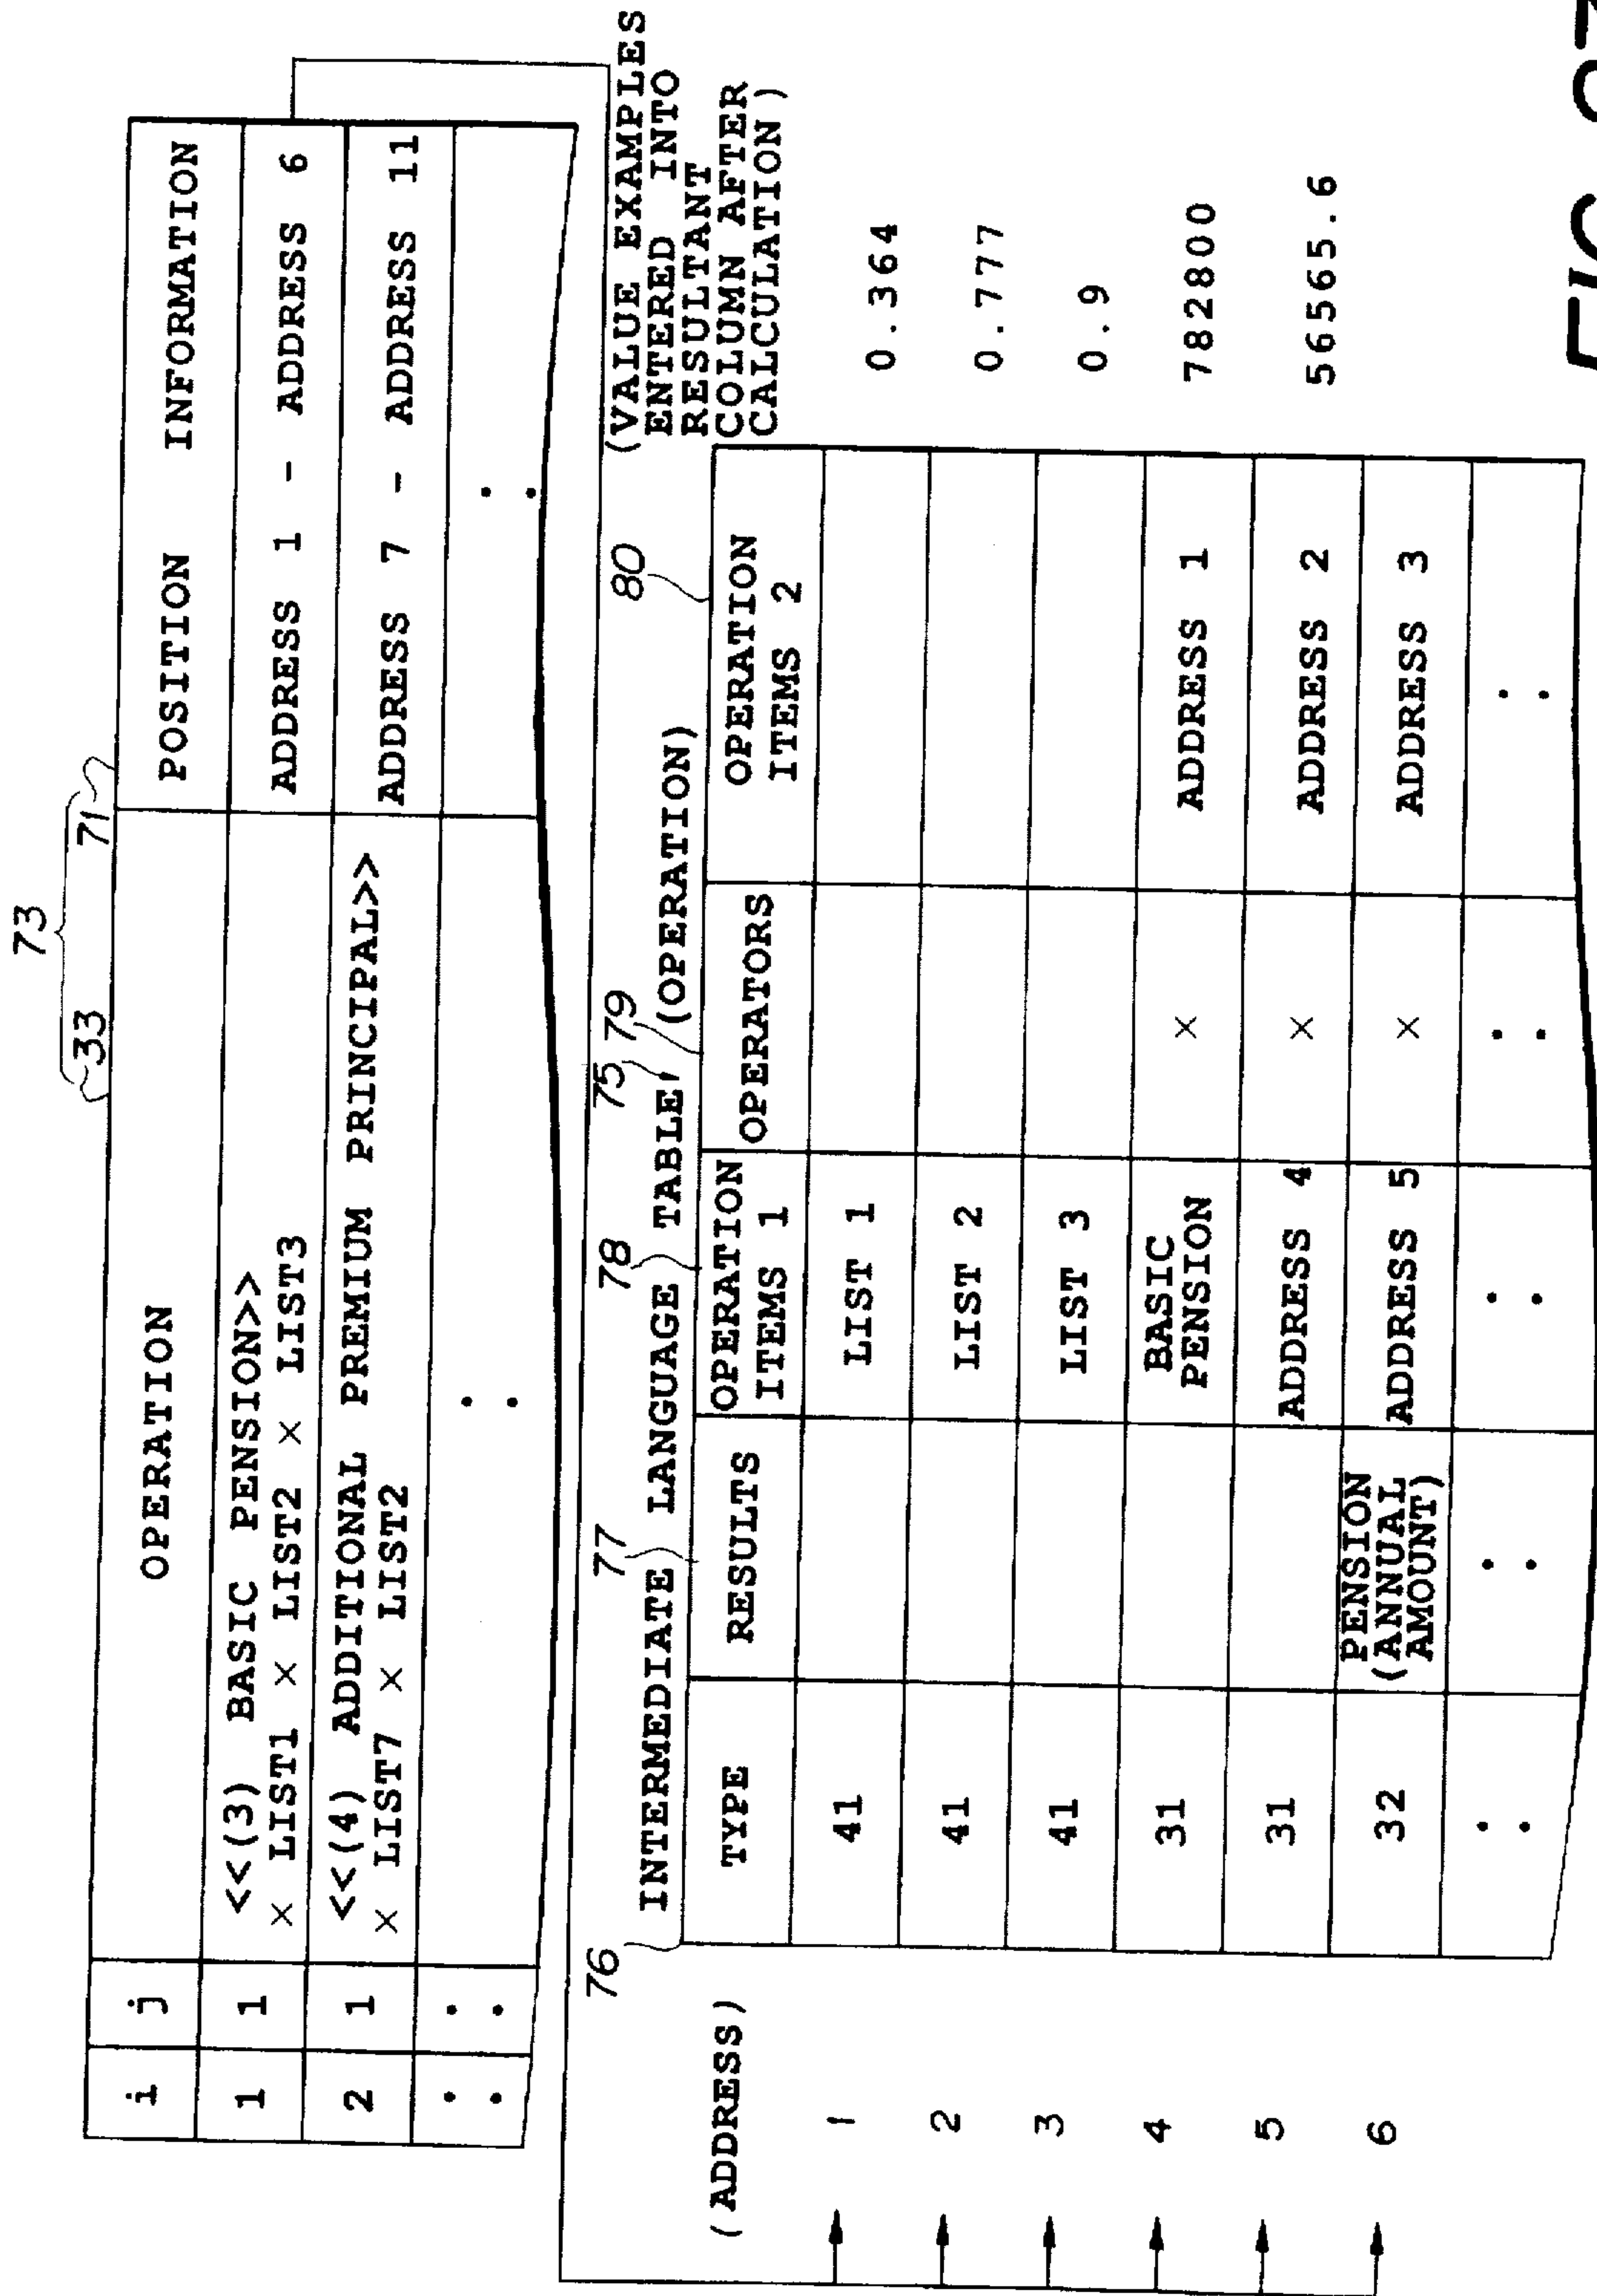 73
33 71
i j OPERATION POSITION INFORMATION
1 1 <<(3) BASIC PENSION>> ADDRESS 1 - ADDRESS 6
× LIST1 × LIST2 × LIST3
2 1 <<(4) ADDITIONAL PREMIUM PRINCIPAL>> ADDRESS 7 - ADDRESS 11
× LIST7 × LIST2
76 77 78 75 79 80
INTERMEDIATE LANGUAGE TABLE (OPERATION)
(VALUE EXAMPLES
ENTERED INTO
RESULTANT
COLUMN AFTER
CALCULATION)
(ADDRESS) TYPE RESULTS OPERATION ITEMS 1 OPERATORS OPERATION ITEMS 2
1 41 LIST 1 0.364
2 41 LIST 2 0.777
3 41 LIST 3 0.9
4 31 BASIC PENSION × ADDRESS 1 782800
5 31 ADDRESS 4 × ADDRESS 2 565565.6
6 32 PENSION (ANNUAL AMOUNT) ADDRESS 5 × ADDRESS 3